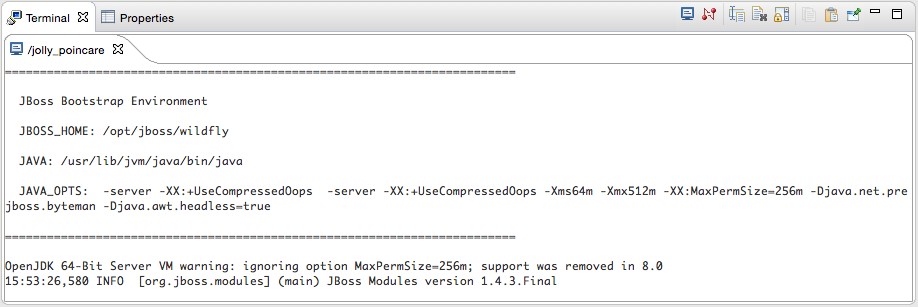 Terminal
Properties
/jolly_poincare
=========================================================================
JBoss Bootstrap Environment
JBOSS_HOME: /opt/jboss/wildfly
JAVA: /usr/lib/jvm/java/bin/java
JAVA_OPTS:  -server -XX:+UseCompressedOops  -server -XX:+UseCompressedOops -Xms64m -Xmx512m -XX:MaxPermSize=256m -Djava.net.pre
jboss.byteman -Djava.awt.headless=true
=========================================================================
OpenJDK 64-Bit Server VM warning: ignoring option MaxPermSize=256m; support was removed in 8.0
15:53:26,580 INFO  [org.jboss.modules] (main) JBoss Modules version 1.4.3.Final